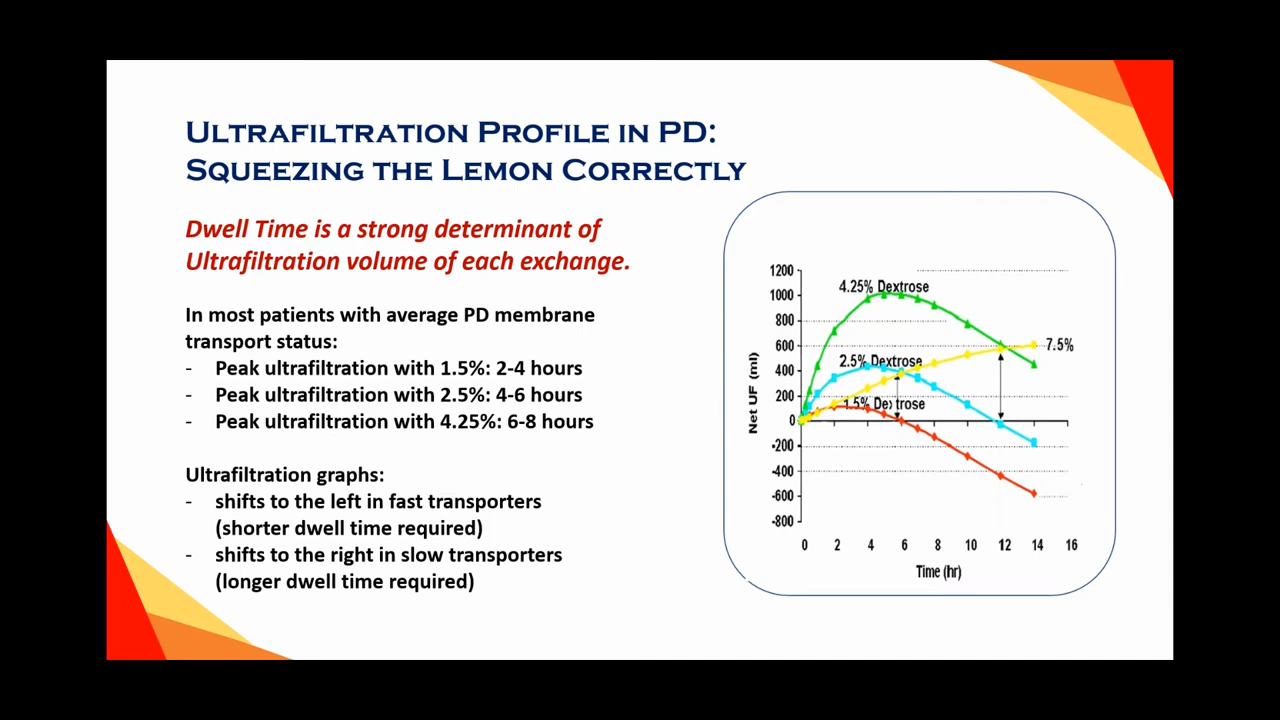 ULTRAFILTRATION PROFILE IN PD:
SQUEEZING THE LEMON CORRECTLY
Dwell Time is a strong determinant of
Ultrafiltration volume of each exchange.
In most patients with average PD membrane
transport status:
- Peak ultrafiltration with 1.5%: 2-4 hours
- Peak ultrafiltration with 2.5%: 4-6 hours
- Peak ultrafiltration with 4.25%: 6-8 hours
Ultrafiltration graphs:
- shifts to the left in fast transporters
(shorter dwell time required)
- shifts to the right in slow transporters
(longer dwell time required)
Net UF (ml)
1200
1000
800
600
400
200
0
-200
-400
-600
-800
4.25% Dextrose
7.5%
2.5% Dextrose
1.5% Dextrose
0 2 4 6 8 10 12 14 16
Time (hr)